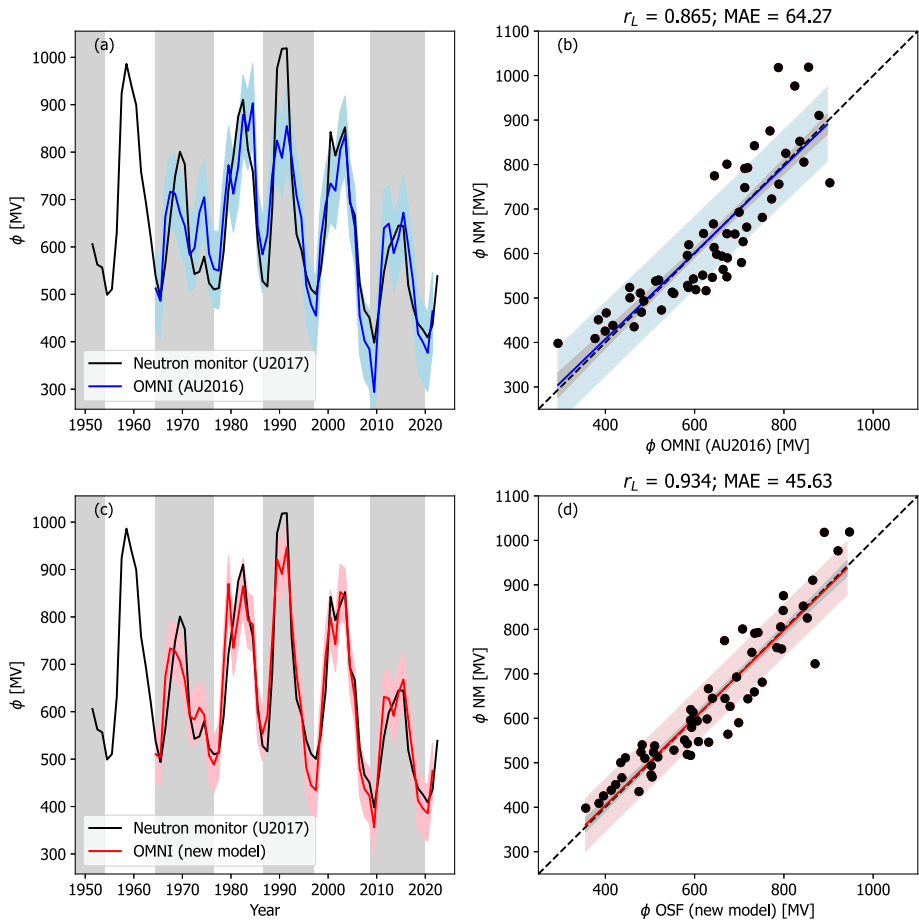 (a)
1000
900
800
700
600
500
400
300
ϕ [MV]
Neutron monitor (U2017)
OMNI (AU2016)
1950 1960 1970 1980 1990 2000 2010 2020
r_L = 0.865; MAE = 64.27
(b)
1100
1000
900
800
700
600
500
400
300
ϕ NM [MV]
400 600 800 1000
ϕ OMNI (AU2016) [MV]
(c)
1000
900
800
700
600
500
400
300
ϕ [MV]
Neutron monitor (U2017)
OMNI (new model)
1950 1960 1970 1980 1990 2000 2010 2020
Year
r_L = 0.934; MAE = 45.63
(d)
1100
1000
900
800
700
600
500
400
300
ϕ NM [MV]
400 600 800 1000
ϕ OSF (new model) [MV]